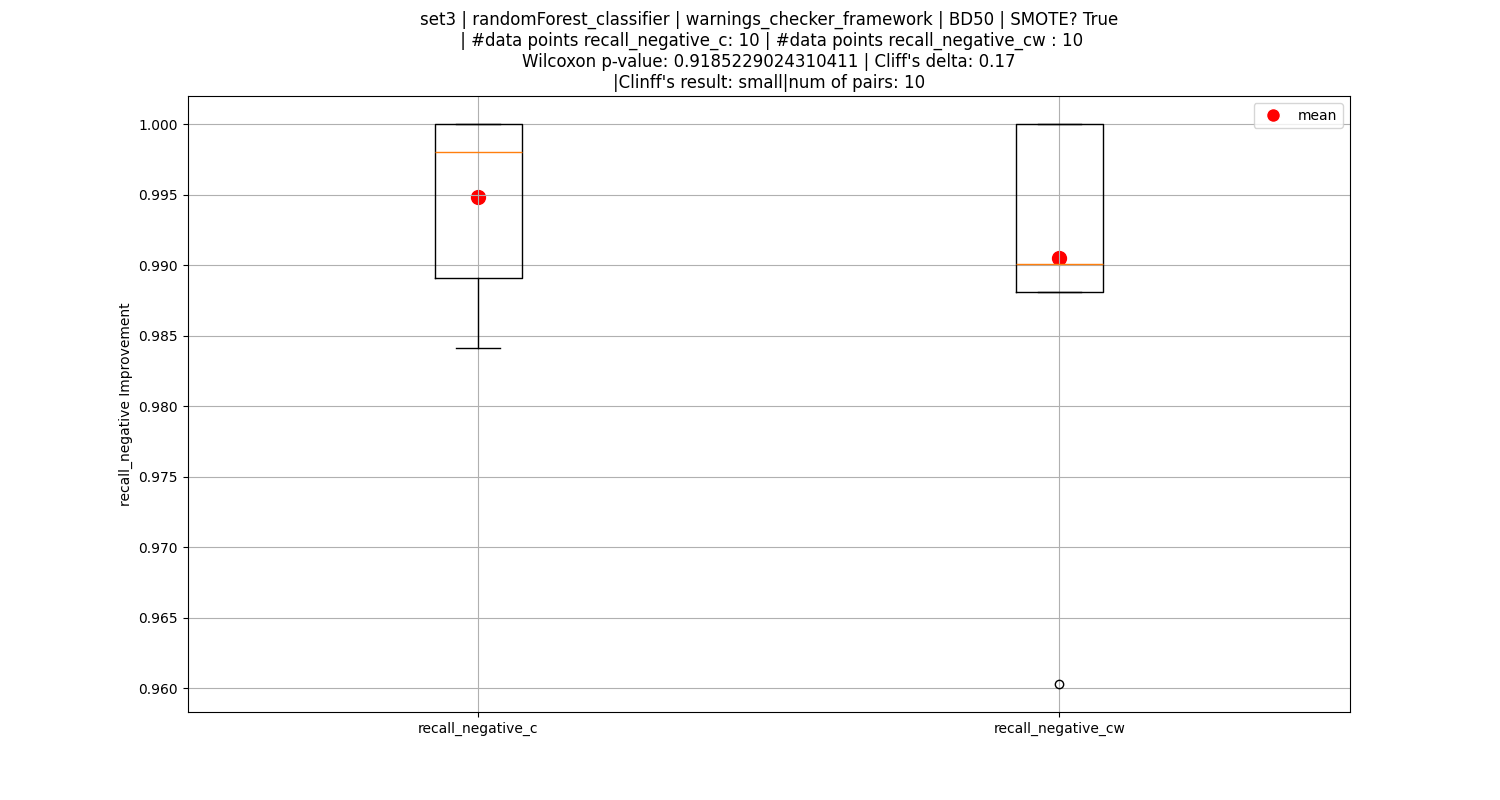 set3 | randomForest_classifier | warnings_checker_framework | BD50 | SMOTE? True
| #data points recall_negative_c: 10 | #data points recall_negative_cw : 10
Wilcoxon p-value: 0.9185229024310411 | Cliff's delta: 0.17
|Clinff's result: small|num of pairs: 10
mean
1.000
0.995
0.990
0.985
0.980
0.975
0.970
0.965
0.960
recall_negative Improvement
recall_negative_c
recall_negative_cw